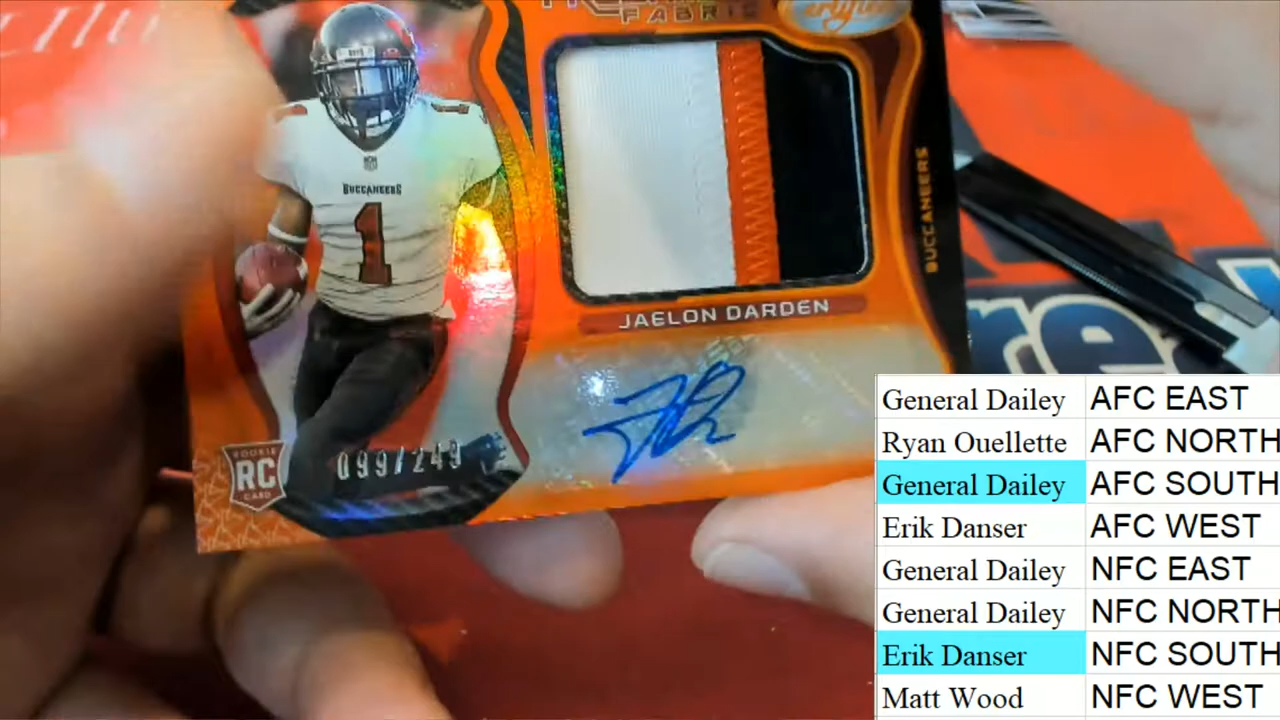 FABRIC
BUCCANEERS
1
BUCCANEERS
JAELON DARDEN
ROOKIE
RC
CARD
099/249
General Dailey AFC EAST
Ryan Ouellette AFC NORTH
General Dailey AFC SOUTH
Erik Danser AFC WEST
General Dailey NFC EAST
General Dailey NFC NORTH
Erik Danser NFC SOUTH
Matt Wood NFC WEST